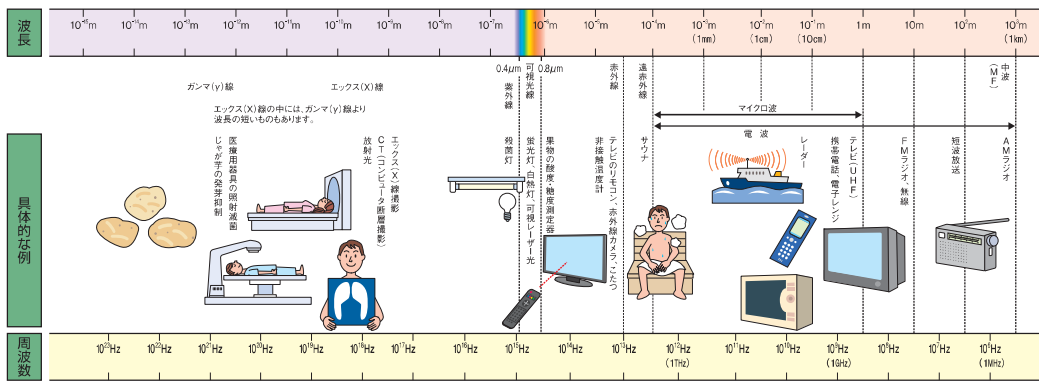 波長
10⁻¹⁵m
10⁻¹⁴m
10⁻¹³m
10⁻¹²m
10⁻¹¹m
10⁻¹⁰m
10⁻⁹m
10⁻⁸m
10⁻⁷m
10⁻⁶m
10⁻⁵m
10⁻⁴m
10⁻³m
(1mm)
10⁻²m
(1cm)
10⁻¹m
(10cm)
1m
10m
10²m
10³m
(1km)
0.4μm
0.8μm
ガンマ(γ)線
エックス(X)線
エックス(X)線の中には、ガンマ(γ)線より
波長の短いものもあります。
紫外線
可視光線
赤外線
遠赤外線
中波
(MF)
マイクロ波
電波
具体的な例
医療用器具の照射滅菌
じゃが芋の発芽抑制
エックス(X)線撮影
CT(コンピュータ断層撮影)
放射光
殺菌灯
蛍光灯、白熱灯、可視レーザー光
果物の酸度・糖度測定器
テレビのリモコン、赤外線カメラ、こたつ
非接触温度計
サウナ
レーダー
テレビ(UHF)
携帯電話、電子レンジ
FMラジオ、無線
短波放送
AMラジオ
周波数
10²³Hz
10²²Hz
10²¹Hz
10²⁰Hz
10¹⁹Hz
10¹⁸Hz
10¹⁷Hz
10¹⁶Hz
10¹⁵Hz
10¹⁴Hz
10¹³Hz
10¹²Hz
(1THz)
10¹¹Hz
10¹⁰Hz
10⁹Hz
(1GHz)
10⁸Hz
10⁷Hz
10⁶Hz
(1MHz)